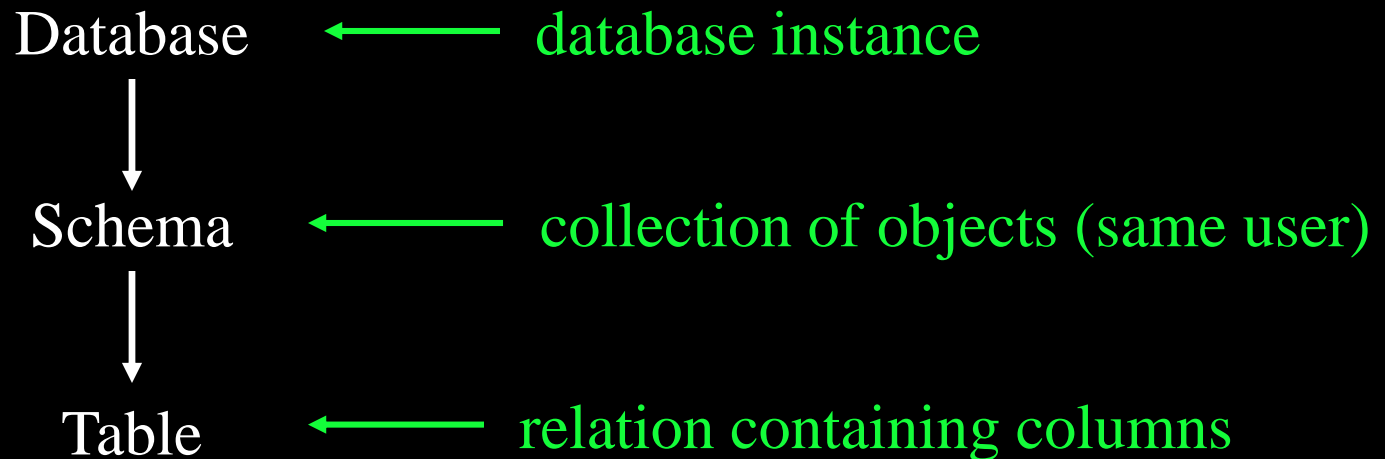 Database database instance
Schema collection of objects (same user)
Table relation containing columns